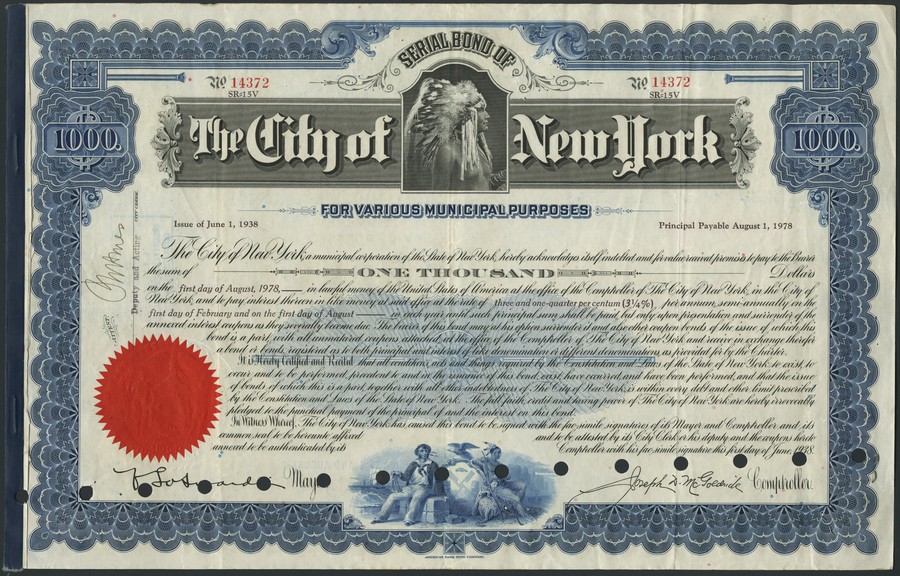 SERIAL BOND OF
No 14372
SR-15V
No 14372
SR-15V
The City of New York
1000.
1000.
FOR VARIOUS MUNICIPAL PURPOSES
Issue of June 1, 1938
Principal Payable August 1, 1978
The City of New York, a municipal corporation of the State of New York, hereby acknowledges itself indebted and for value received promises to pay to the Bearer
the sum of ONE THOUSAND Dollars
on the first day of August, 1978, in lawful money of the United States of America at the office of the Comptroller of The City of New York, in the City of
New York, and to pay interest thereon in like money at said office at the rate of three and one-quarter per centum (3¼%) per annum, semi-annually on the
first day of February and on the first day of August in each year until such principal sum shall be paid, but only upon presentation and surrender of the
annexed interest coupons as they severally become due. The bearer of this bond may at his option surrender it and also other coupon bonds of the issue of which this
bond is a part with all unmatured coupons attached at the office of the Comptroller of The City of New York and receive in exchange therefor
a bond or bonds, registered as to both principal and interest, of like or different denominations, as provided for by the Charter.
It is Hereby Certified and Recited That all conditions, acts and things required by the Constitution and Laws of the State of New York to exist, to
occur and to be performed, precedent to and in the issuance of this bond, exist, have occurred and have been performed, and that the issue
of bonds of which this is a part together with all other indebtedness of The City of New York, is within every debt and other limit prescribed
by the Constitution and Laws of the State of New York. The full faith, credit and taxing power of The City of New York are hereby irrevocably
pledged to the punctual payment of the principal of and the interest on this bond.
In Witness Whereof, The City of New York has caused this bond to be signed with the fac-simile signatures of its Mayor and Comptroller and its
common seal to be hereunto affixed and to be attested by its City Clerk or his deputy and the coupons hereto
annexed to be authenticated by its Comptroller with his fac-simile signature this first day of June 1938.
Mayor
Joseph D. McGoldrick Comptroller
Deputy and Acting CITY CLERK
ATTEST
AMERICAN BANK NOTE COMPANY.